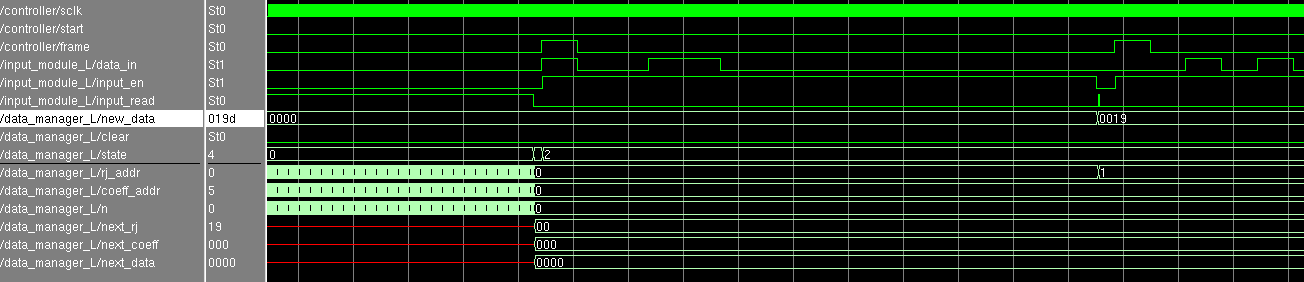 /controller/sclk St0
/controller/start St0
/controller/frame St0
/input_module_L/data_in St1
/input_module_L/input_en St1
/input_module_L/input_read St0
/data_manager_L/new_data 019d 0000 0019
/data_manager_L/clear St0
/data_manager_L/state 4 0 2
/data_manager_L/rj_addr 0 0 1
/data_manager_L/coeff_addr 5 0
/data_manager_L/n 0 0
/data_manager_L/next_rj 19 00
/data_manager_L/next_coeff 000 000
/data_manager_L/next_data 0000 0000